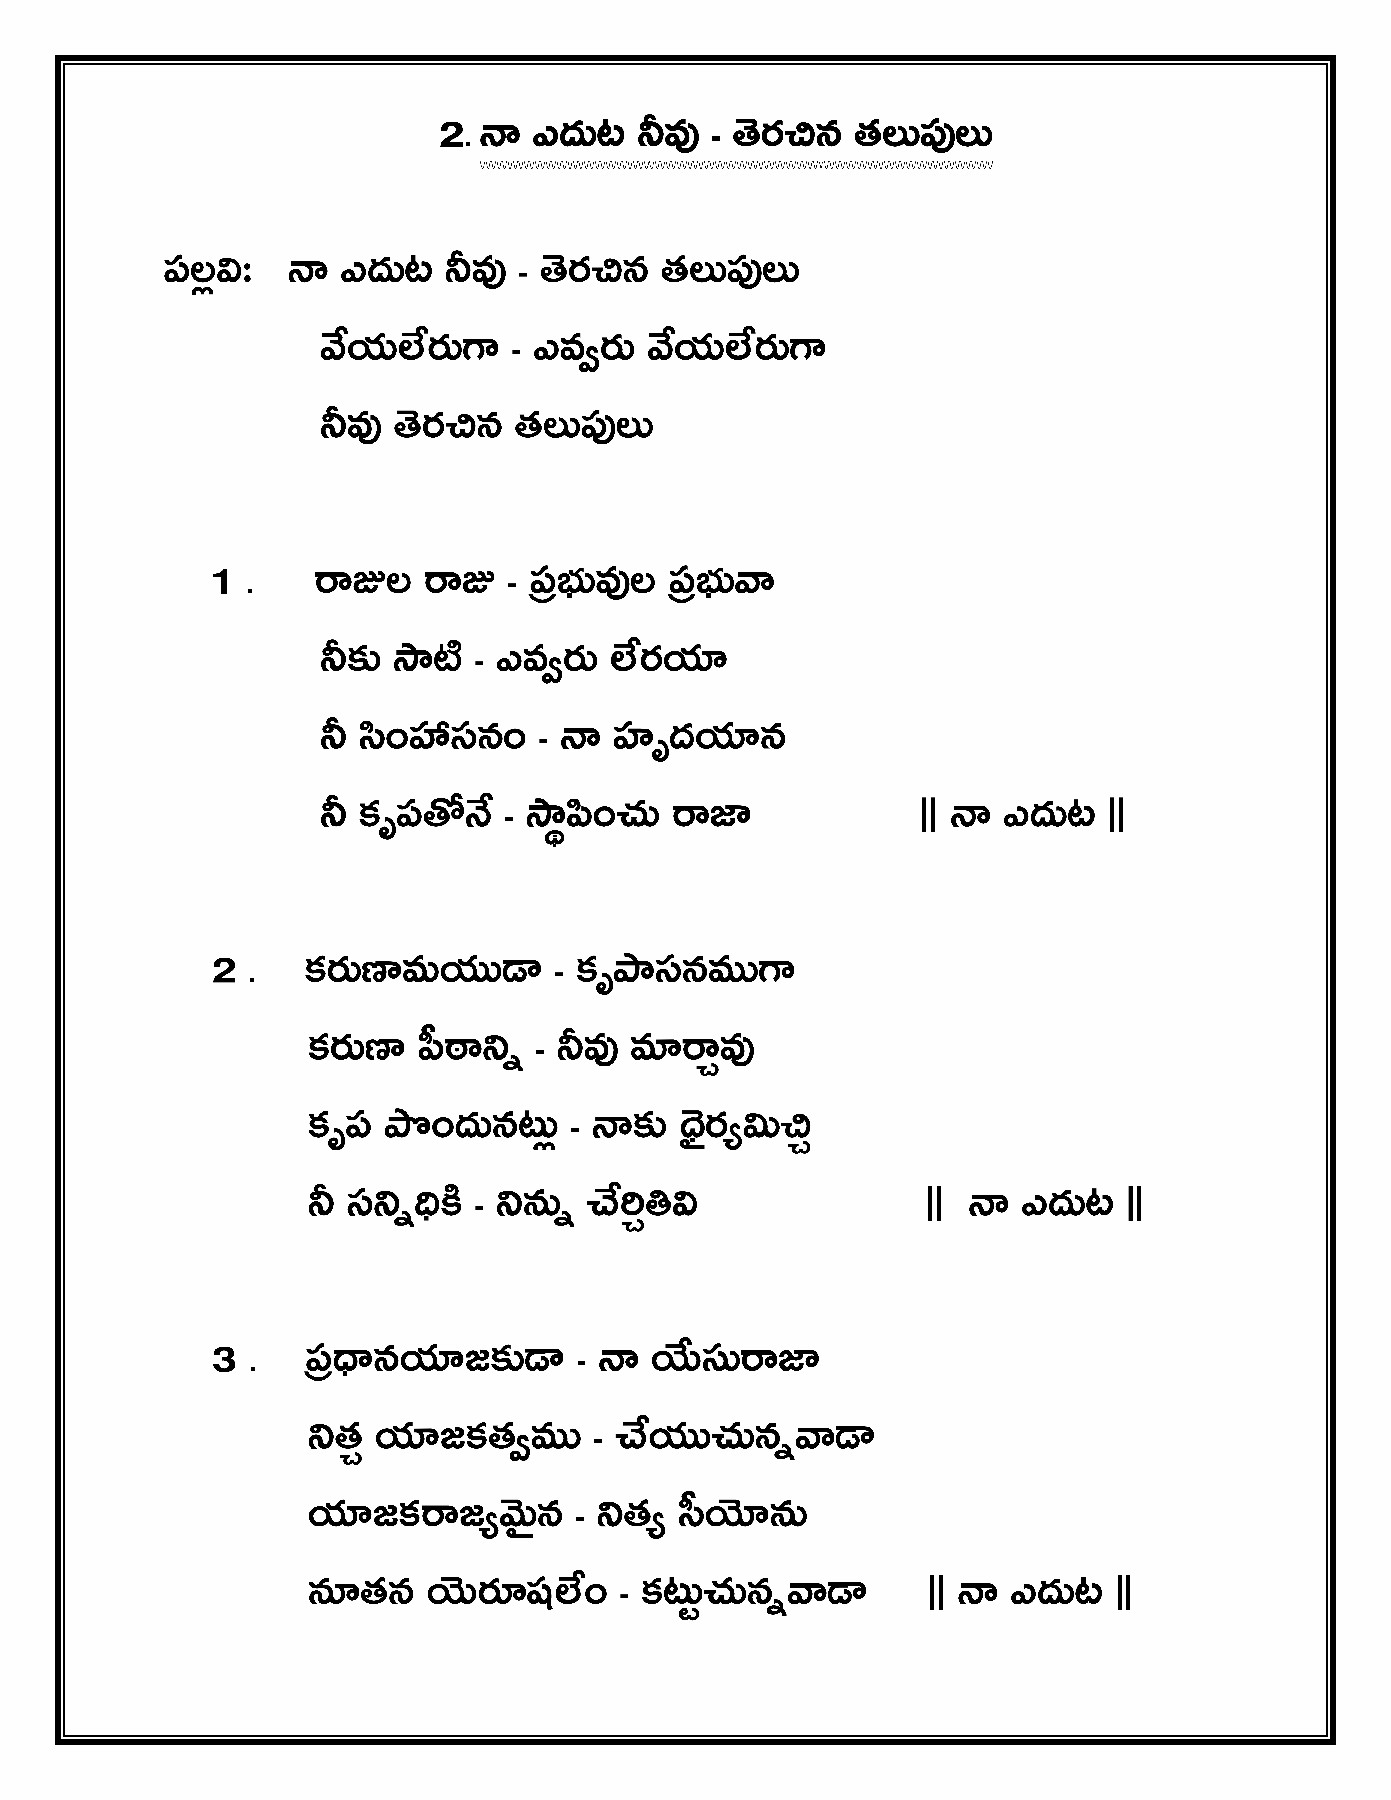 2. నా ఎదుట నీవు - తెరచిన తలుపులు
పల్లవి: నా ఎదుట నీవు - తెరచిన తలుపులు
వేయలేరుగా - ఎవ్వరు వేయలేరుగా
నీవు తెరచిన తలుపులు
1 . రాజుల రాజు - ప్రభువుల ప్రభువా
నీకు సాటి - ఎవ్వరు లేరయా
నీ సింహాసనం - నా హృదయాన
నీ కృపతోనే - స్థాపించు రాజా || నా ఎదుట ||
2 . కరుణామయుడా - కృపాసనముగా
కరుణా పీఠాన్ని - నీవు మార్చావు
కృప పొందునట్లు - నాకు ధైర్యమిచ్చి
నీ సన్నిధికి - నిన్ను చేర్చితివి || నా ఎదుట ||
3 . ప్రధానయాజకుడా - నా యేసురాజా
నిత్చ యాజకత్వము - చేయుచున్నవాడా
యాజకరాజ్యమైన - నిత్య సీయోను
నూతన యెరూషలేం - కట్టుచున్నవాడా || నా ఎదుట ||